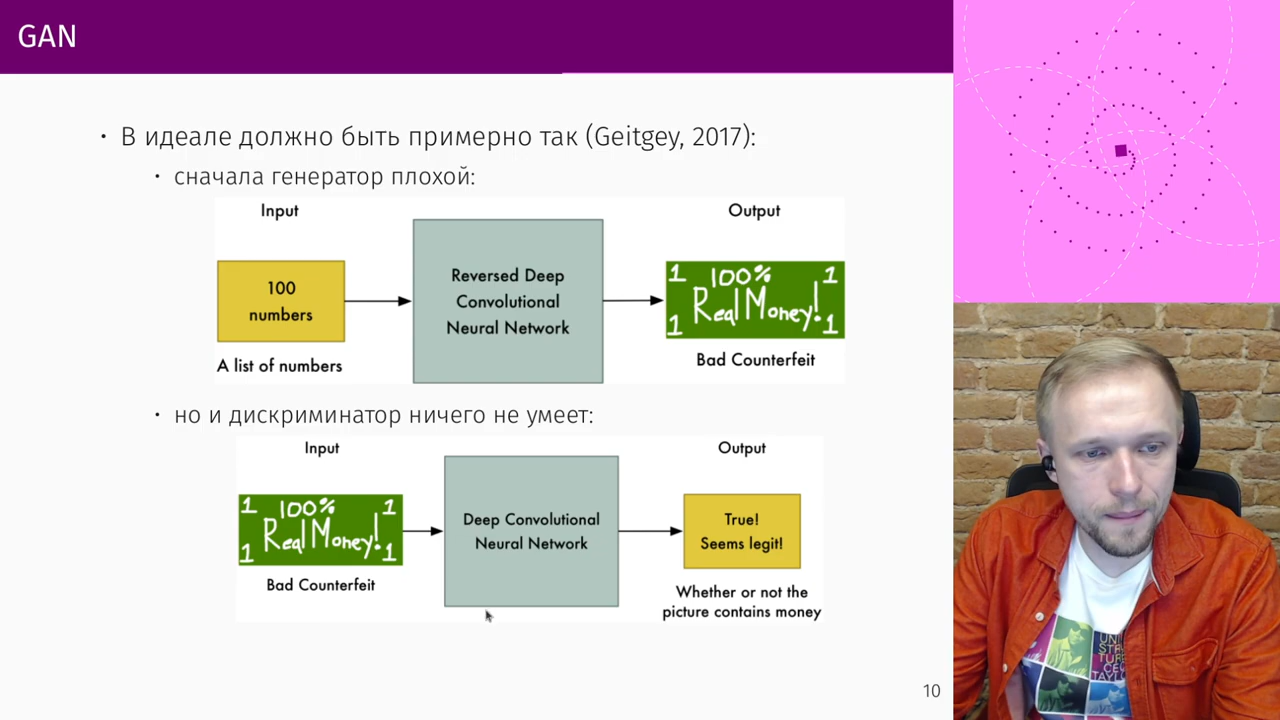 GAN
• В идеале должно быть примерно так (Geitgey, 2017):
• сначала генератор плохой:
Input
Output
100
numbers
Reversed Deep
Convolutional
Neural Network
1 100% 1
Real Money!
1 1
A list of numbers
Bad Counterfeit
• но и дискриминатор ничего не умеет:
Input
Output
1 100% 1
Real Money!
1 1
Deep Convolutional
Neural Network
True!
Seems legit!
Bad Counterfeit
Whether or not the
picture contains money
10